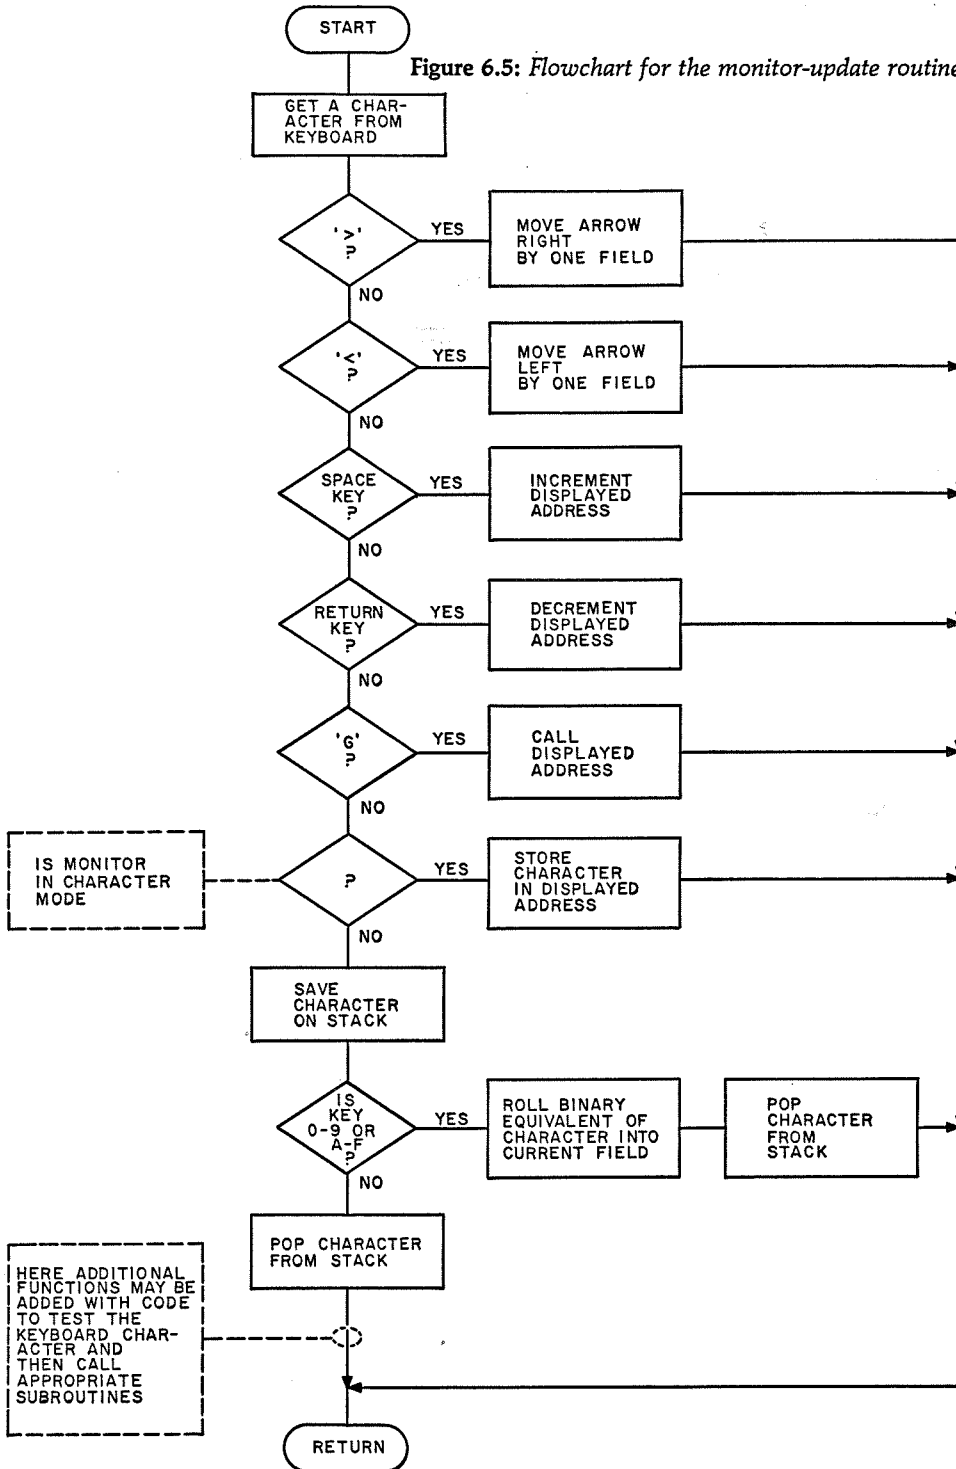 START
Figure 6.5: Flowchart for the monitor-update routine
GET A CHAR-
ACTER FROM
KEYBOARD
'>'
?
YES
MOVE ARROW
RIGHT
BY ONE FIELD
NO
'<'
?
YES
MOVE ARROW
LEFT
BY ONE FIELD
NO
SPACE
KEY
?
YES
INCREMENT
DISPLAYED
ADDRESS
NO
RETURN
KEY
?
YES
DECREMENT
DISPLAYED
ADDRESS
NO
'G'
?
YES
CALL
DISPLAYED
ADDRESS
NO
IS MONITOR
IN CHARACTER
MODE
?
YES
STORE
CHARACTER
IN DISPLAYED
ADDRESS
NO
SAVE
CHARACTER
ON STACK
IS
KEY
0-9 OR
A-F
?
YES
ROLL BINARY
EQUIVALENT OF
CHARACTER INTO
CURRENT FIELD
POP
CHARACTER
FROM
STACK
NO
POP CHARACTER
FROM STACK
HERE ADDITIONAL
FUNCTIONS MAY BE
ADDED WITH CODE
TO TEST THE
KEYBOARD CHAR-
ACTER AND
THEN CALL
APPROPRIATE
SUBROUTINES
RETURN